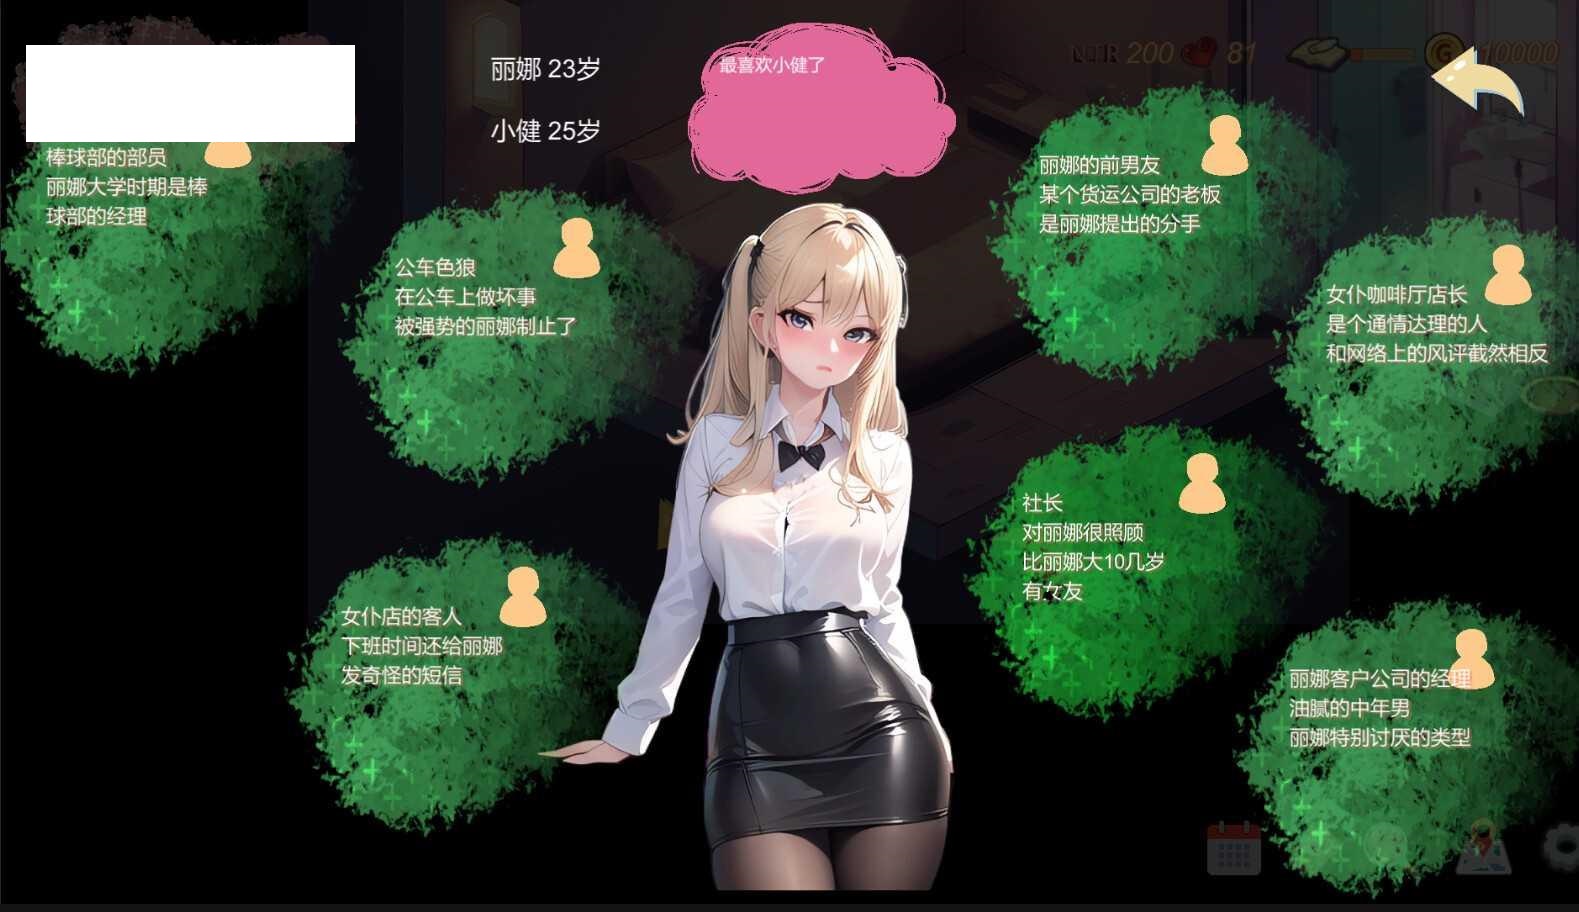 丽娜 23岁
小健 25岁
最喜欢小健了
200
81
10000
棒球部的部员
丽娜大学时期是棒
球部的经理
公车色狼
在公车上做坏事
被强势的丽娜制止了
丽娜的前男友
某个货运公司的老板
是丽娜提出的分手
女仆咖啡厅店长
是个通情达理的人
和网络上的风评截然相反
社长
对丽娜很照顾
比丽娜大10几岁
有女友
女仆店的客人
下班时间还给丽娜
发奇怪的短信
丽娜客户公司的经理
油腻的中年男
丽娜特别讨厌的类型